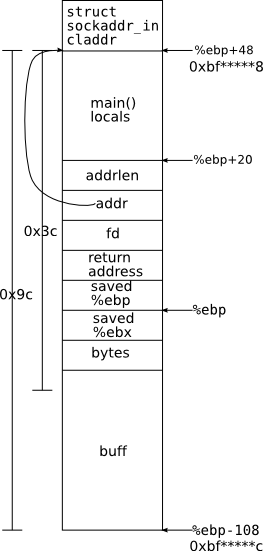 struct
sockaddr_in
claddr
%ebp+48
0xbf*****8
main()
locals
%ebp+20
addrlen
addr
0x3c
fd
return
address
0x9c
saved
%ebp
%ebp
saved
%ebx
bytes
buff
%ebp-108
0xbf*****c